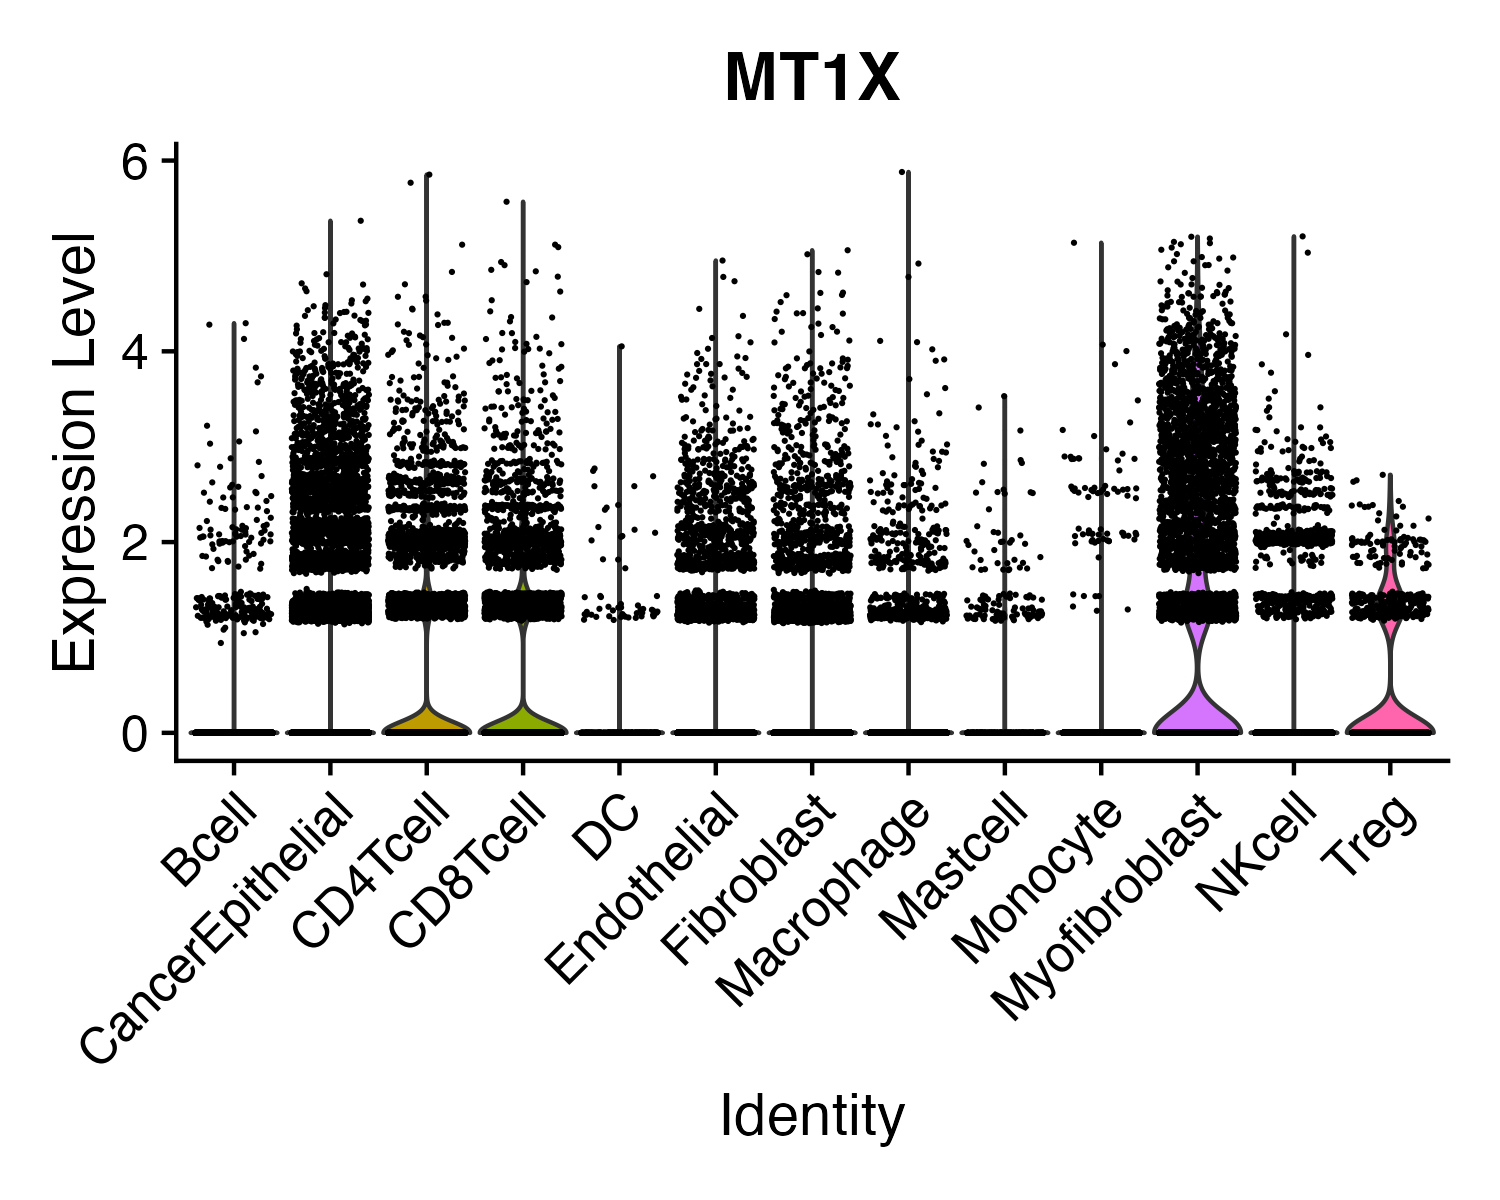 MT1X
Expression Level
6
4
2
0
Bcell
CancerEpithelial
CD4Tcell
CD8Tcell
DC
Endothelial
Fibroblast
Macrophage
Mastcell
Monocyte
Myofibroblast
NKcell
Treg
Identity